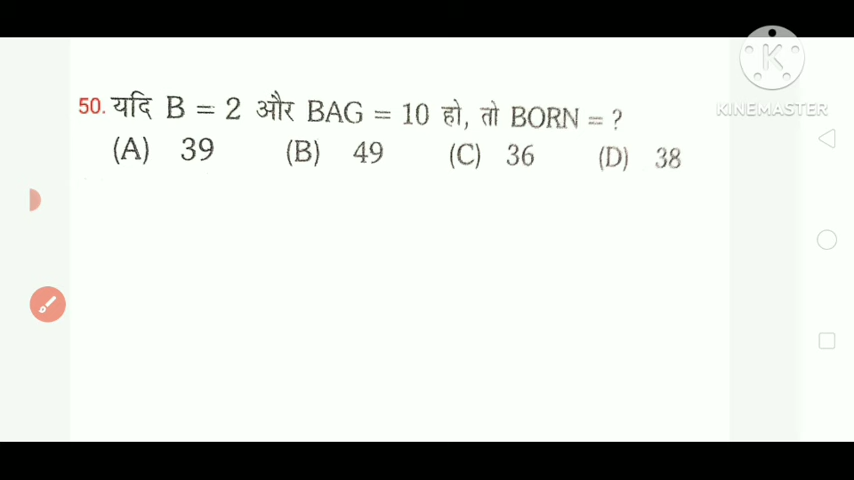 KINEMASTER
50. यदि B = 2 और BAG = 10 हो, तो BORN = ?
(A) 39 (B) 49 (C) 36 (D) 38